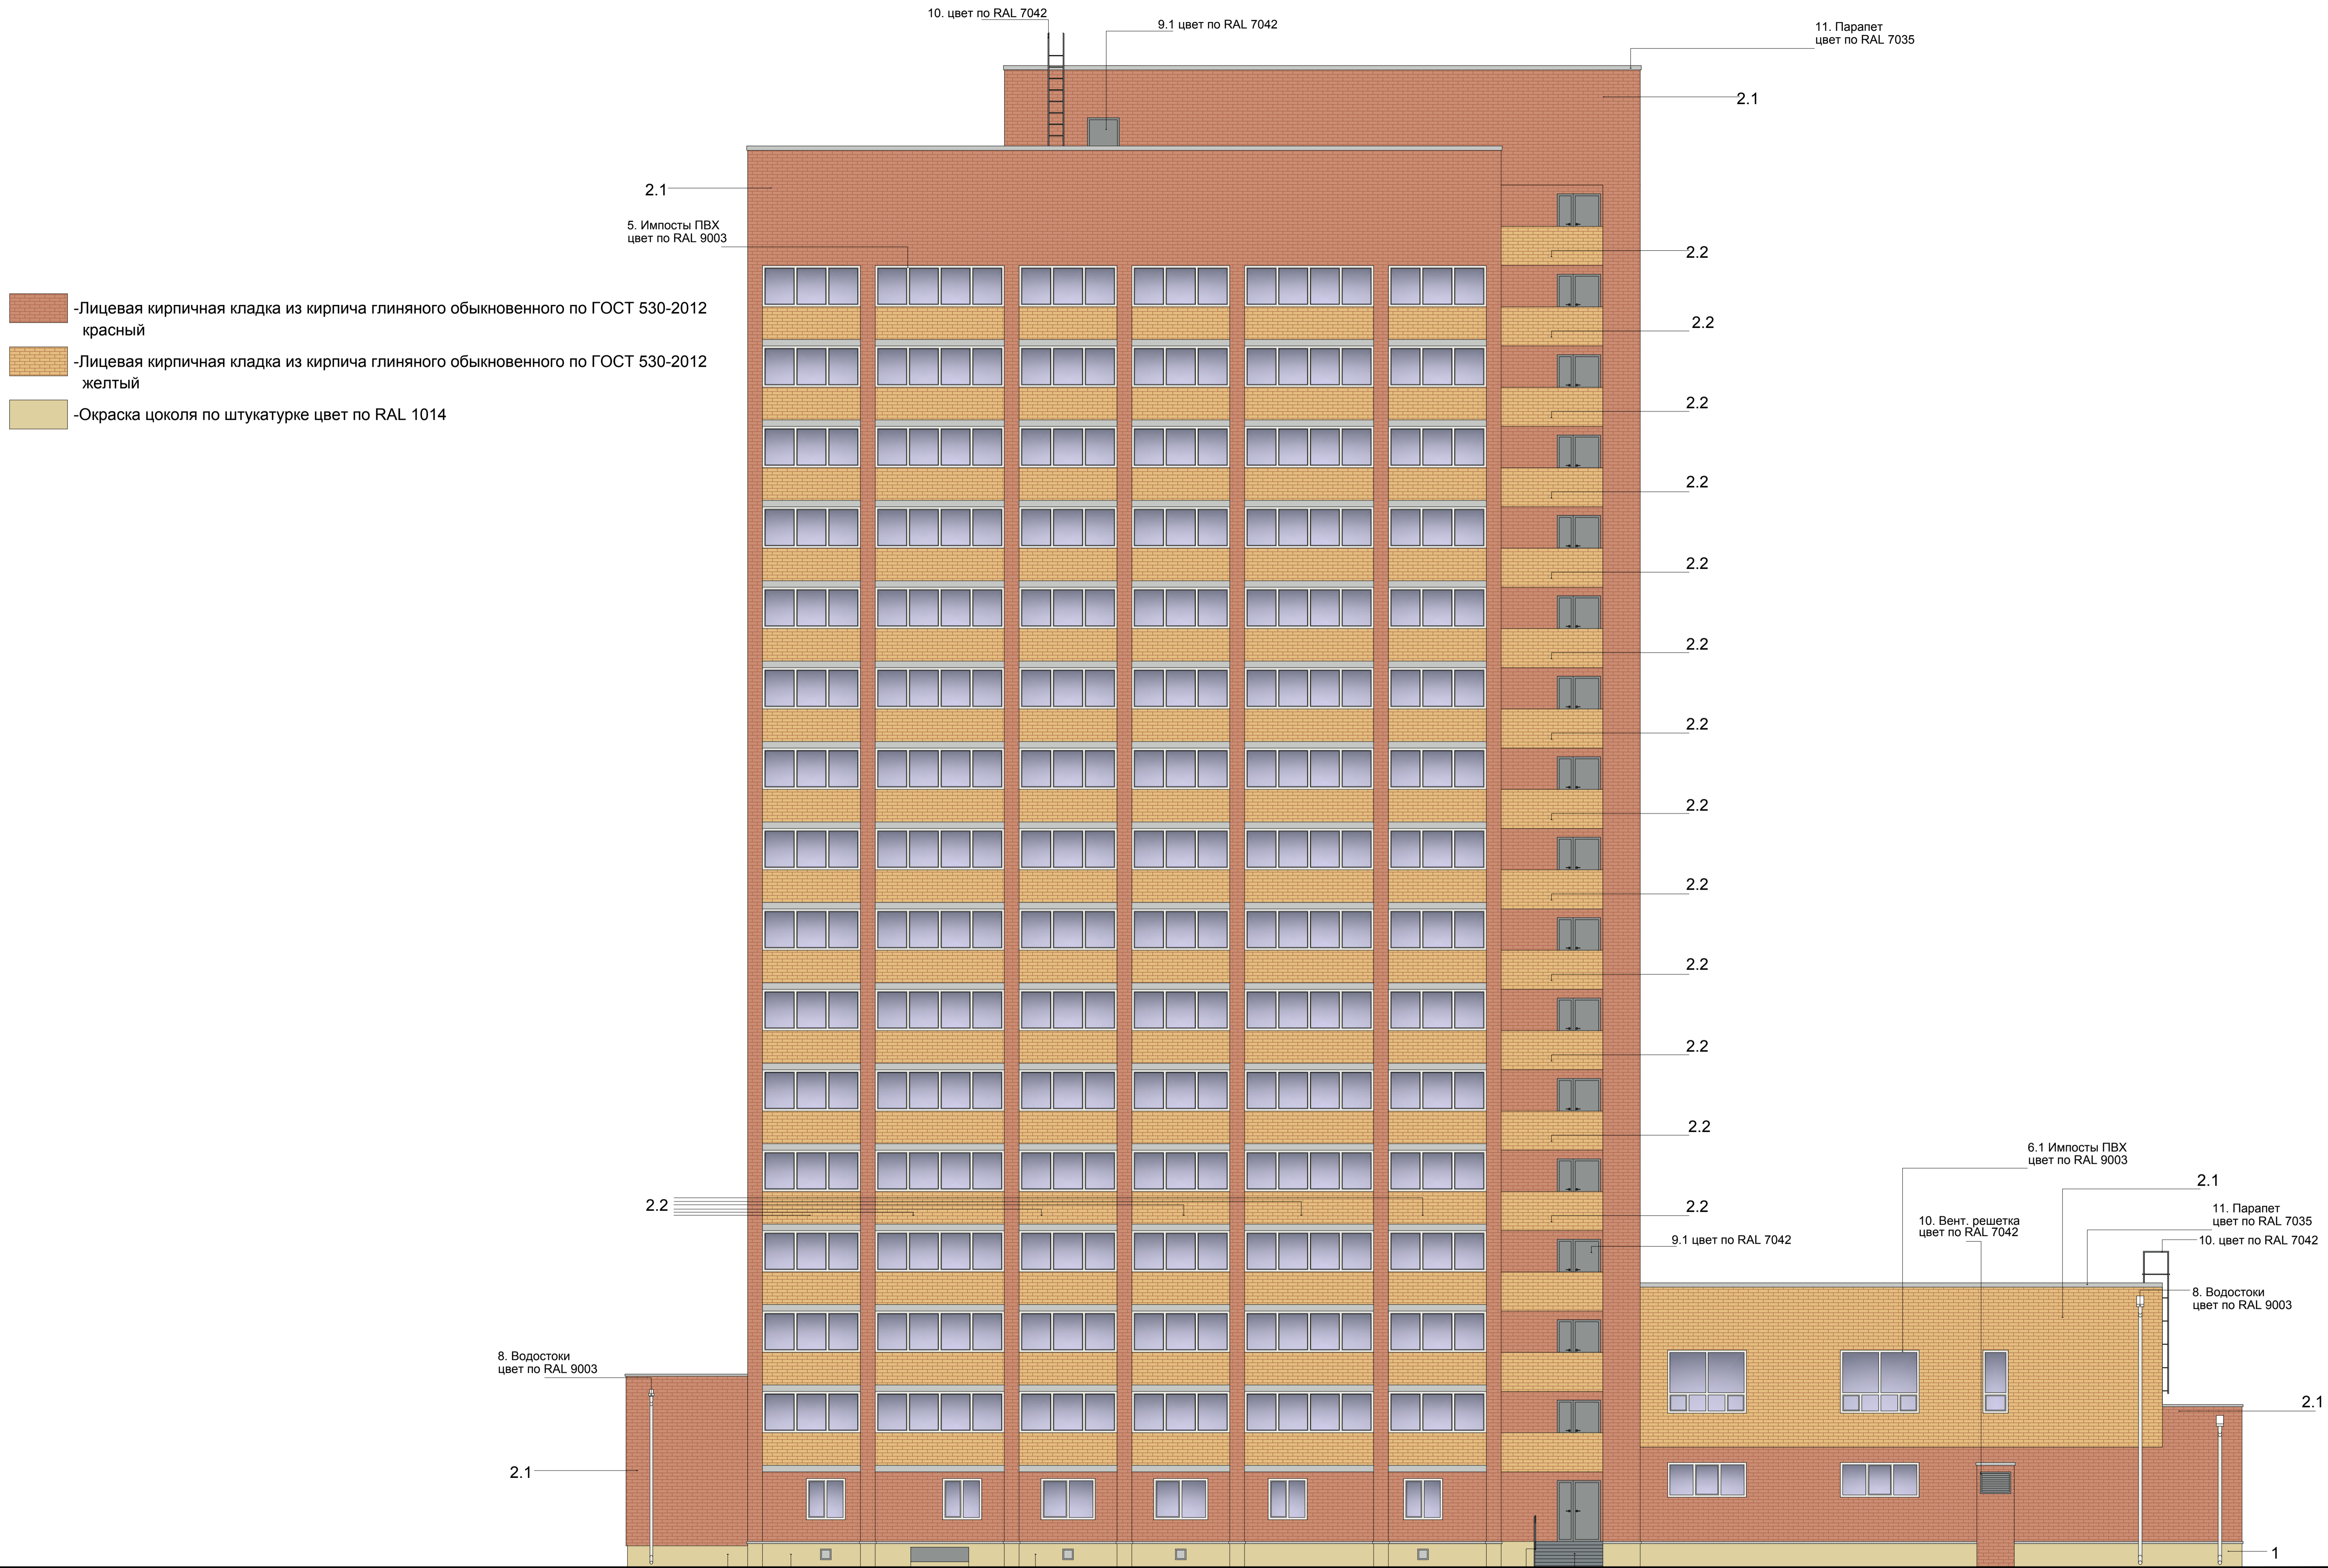 10. цвет по RAL 7042
9.1 цвет по RAL 7042
11. Парапет
цвет по RAL 7035
2.1
2.1
5. Импосты ПВХ
цвет по RAL 9003
2.2
-Лицевая кирпичная кладка из кирпича глиняного обыкновенного по ГОСТ 530-2012
красный
2.2
-Лицевая кирпичная кладка из кирпича глиняного обыкновенного по ГОСТ 530-2012
желтый
2.2
-Окраска цоколя по штукатурке цвет по RAL 1014
2.2
2.2
2.2
2.2
2.2
2.2
2.2
2.2
2.2
6.1 Импосты ПВХ
цвет по RAL 9003
2.1
2.2
2.2
11. Парапет
цвет по RAL 7035
10. Вент. решетка
цвет по RAL 7042
9.1 цвет по RAL 7042
10. цвет по RAL 7042
8. Водостоки
цвет по RAL 9003
8. Водостоки
цвет по RAL 9003
2.1
2.1
1